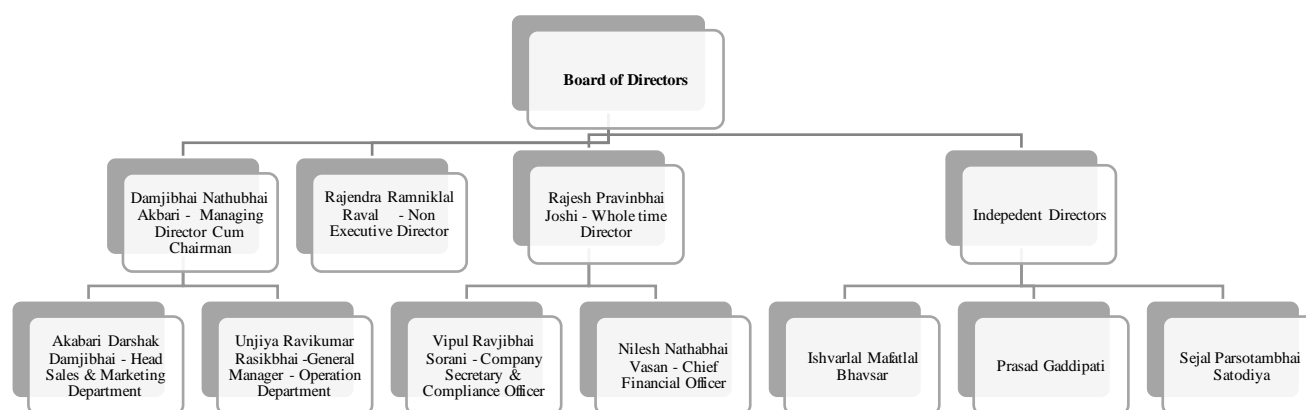 Board of Directors
Damjibhai Nathubhai
Akbari - Managing
Director Cum
Chairman
Rajendra Ramniklal
Raval - Non
Executive Director
Rajesh Pravinbhai
Joshi - Whole time
Director
Indepedent Directors
Akabari Darshak
Damjibhai - Head
Sales & Marketing
Department
Unjiya Ravikumar
Rasikbhai -General
Manager - Operation
Department
Vipul Ravjibhai
Sorani - Company
Secretary &
Compliance Officer
Nilesh Nathabhai
Vasan - Chief
Financial Officer
Ishvarlal Mafatlal
Bhavsar
Prasad Gaddipati
Sejal Parsotambhai
Satodiya